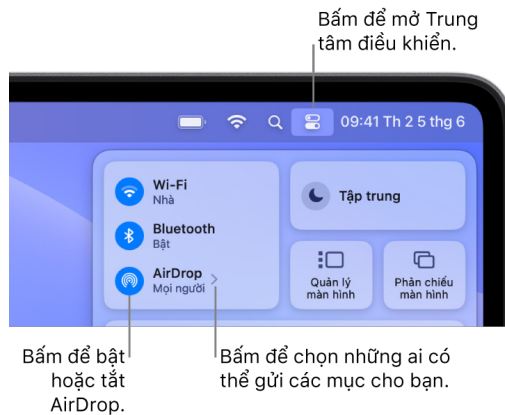 Bấm để mở Trung
tâm điều khiển.
09:41 Th 2 5 thg 6
Wi-Fi
Nhà
Tập trung
Bluetooth
Bật
AirDrop
Mọi người
Quản lý
màn hình
Phản chiếu
màn hình
Bấm để bật
hoặc tắt
AirDrop.
Bấm để chọn những ai có
thể gửi các mục cho bạn.